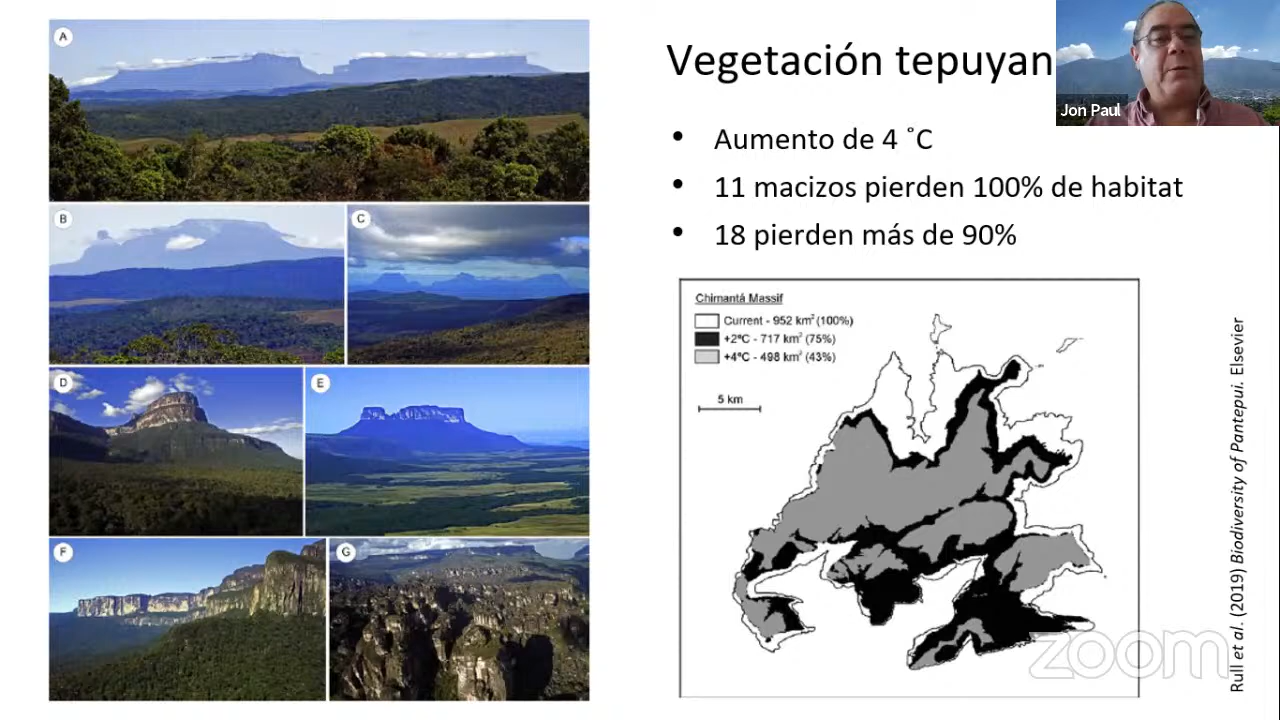 A
B
C
D
E
F
G
Vegetación tepuyan
Jon Paul
• Aumento de 4 ˚C
• 11 macizos pierden 100% de habitat
• 18 pierden más de 90%
Chimantá Massif
Current - 952 km² (100%)
+2ºC - 717 km² (75%)
+4ºC - 498 km² (43%)
5 km
Rull et al. (2019) Biodiversity of Pantepui. Elsevier
zoom